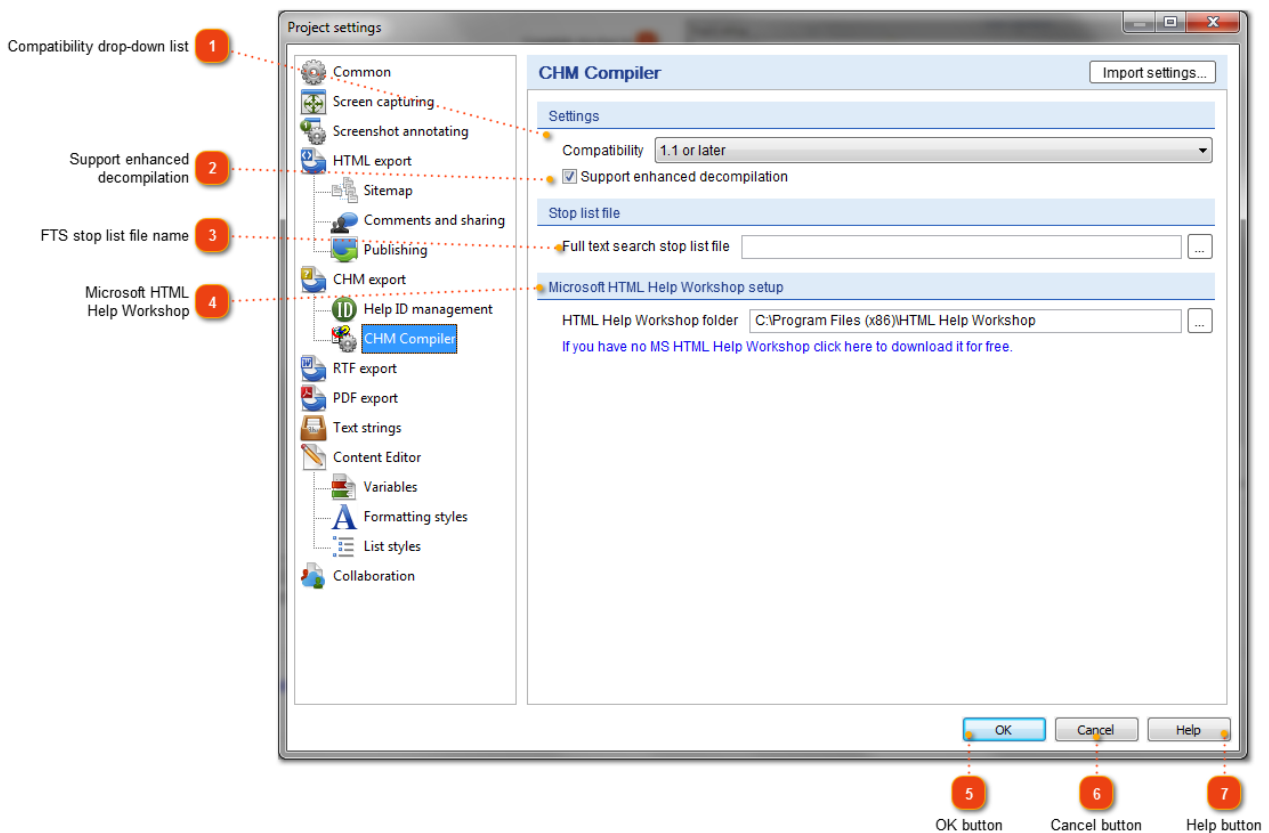 Project settings
Compatibility drop-down list 1
Support enhanced
decompilation
2
FTS stop list file name 3
Microsoft HTML
Help Workshop
4
Common
Screen capturing
Screenshot annotating
HTML export
Sitemap
Comments and sharing
Publishing
CHM export
Help ID management
CHM Compiler
RTF export
PDF export
Text strings
Content Editor
Variables
Formatting styles
List styles
Collaboration
CHM Compiler
Import settings...
Settings
Compatibility 1.1 or later
Support enhanced decompilation
Stop list file
Full text search stop list file ...
Microsoft HTML Help Workshop setup
HTML Help Workshop folder C:\Program Files (x86)\HTML Help Workshop ...
If you have no MS HTML Help Workshop click here to download it for free.
OK Cancel Help
5 6 7
OK button Cancel button Help button